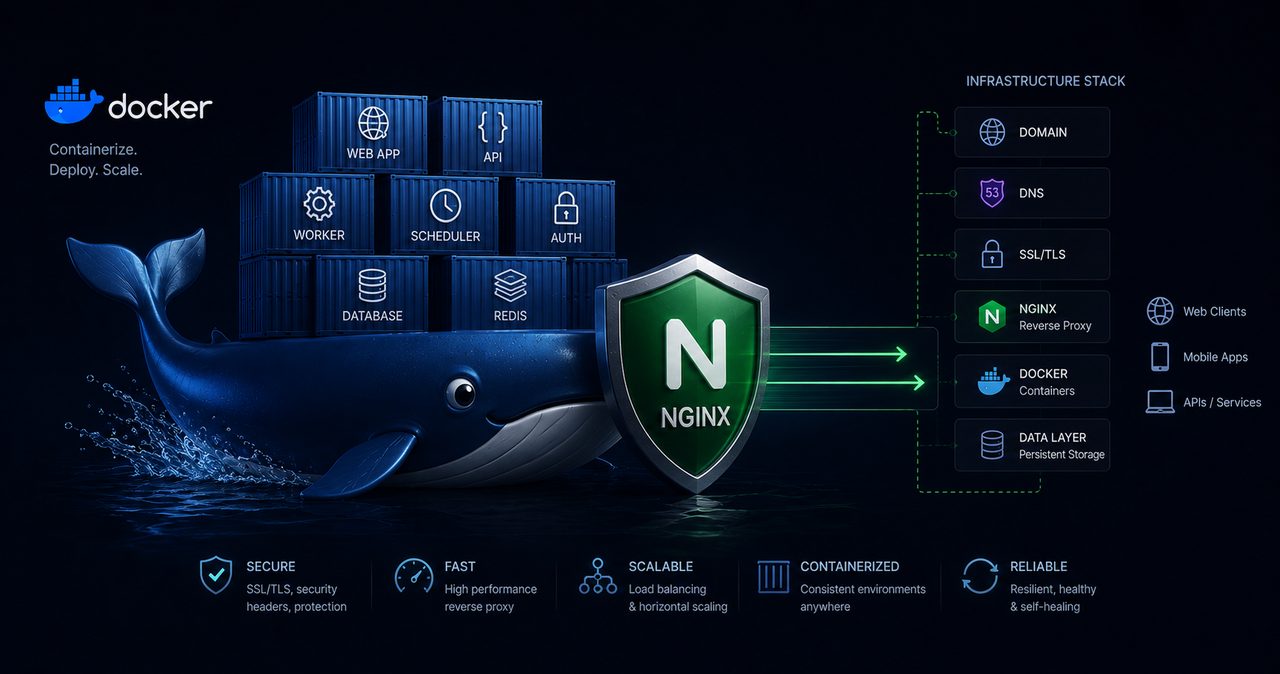 docker
Containerize.
Deploy. Scale.
WEB APP
API
WORKER
SCHEDULER
AUTH
DATABASE
REDIS
N
NGINX
INFRASTRUCTURE STACK
DOMAIN
53
DNS
SSL/TLS
N
NGINX
Reverse Proxy
DOCKER
Containers
DATA LAYER
Persistent Storage
Web Clients
Mobile Apps
APIs / Services
SECURE
SSL/TLS, security
headers, protection
FAST
High performance
reverse proxy
SCALABLE
Load balancing
& horizontal scaling
CONTAINERIZED
Consistent environments
anywhere
RELIABLE
Resilient, healthy
& self-healing